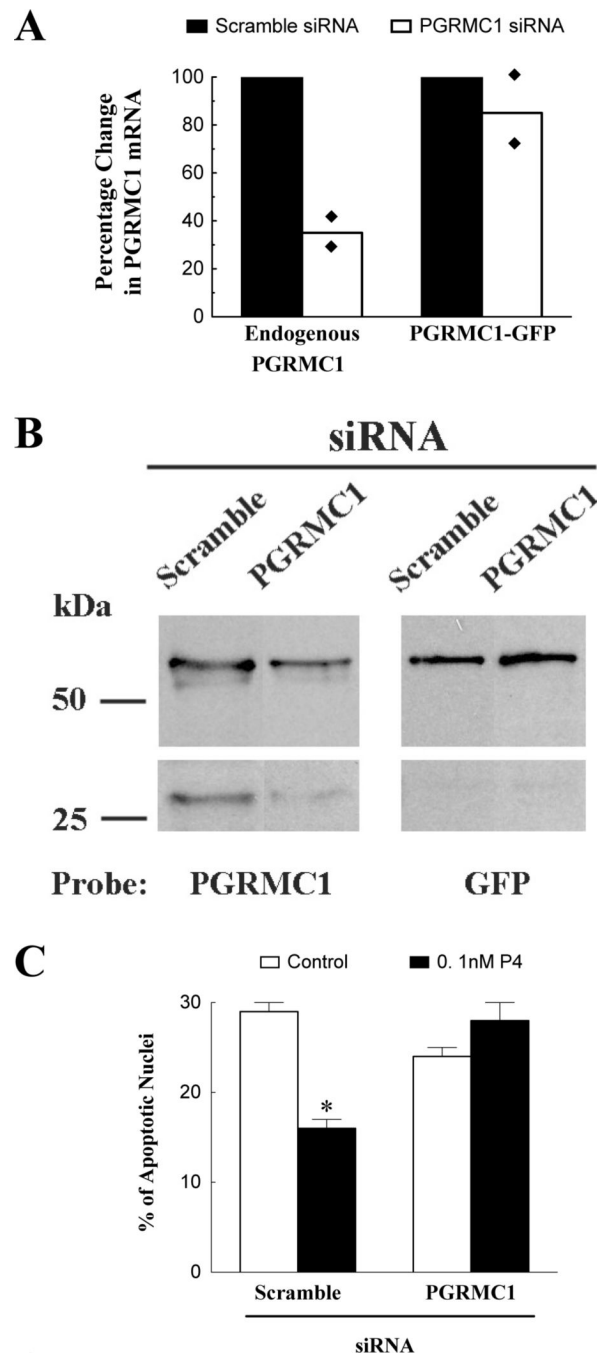 A
Scramble siRNA PGRMC1 siRNA
Percentage Change
in PGRMC1 mRNA
100
80
60
40
20
0
Endogenous
PGRMC1
PGRMC1-GFP
B
siRNA
Scramble PGRMC1 Scramble PGRMC1
kDa
50
25
Probe: PGRMC1 GFP
C
Control 0. 1nM P4
% of Apoptotic Nuclei
30
20
10
0
*
Scramble PGRMC1
siRNA